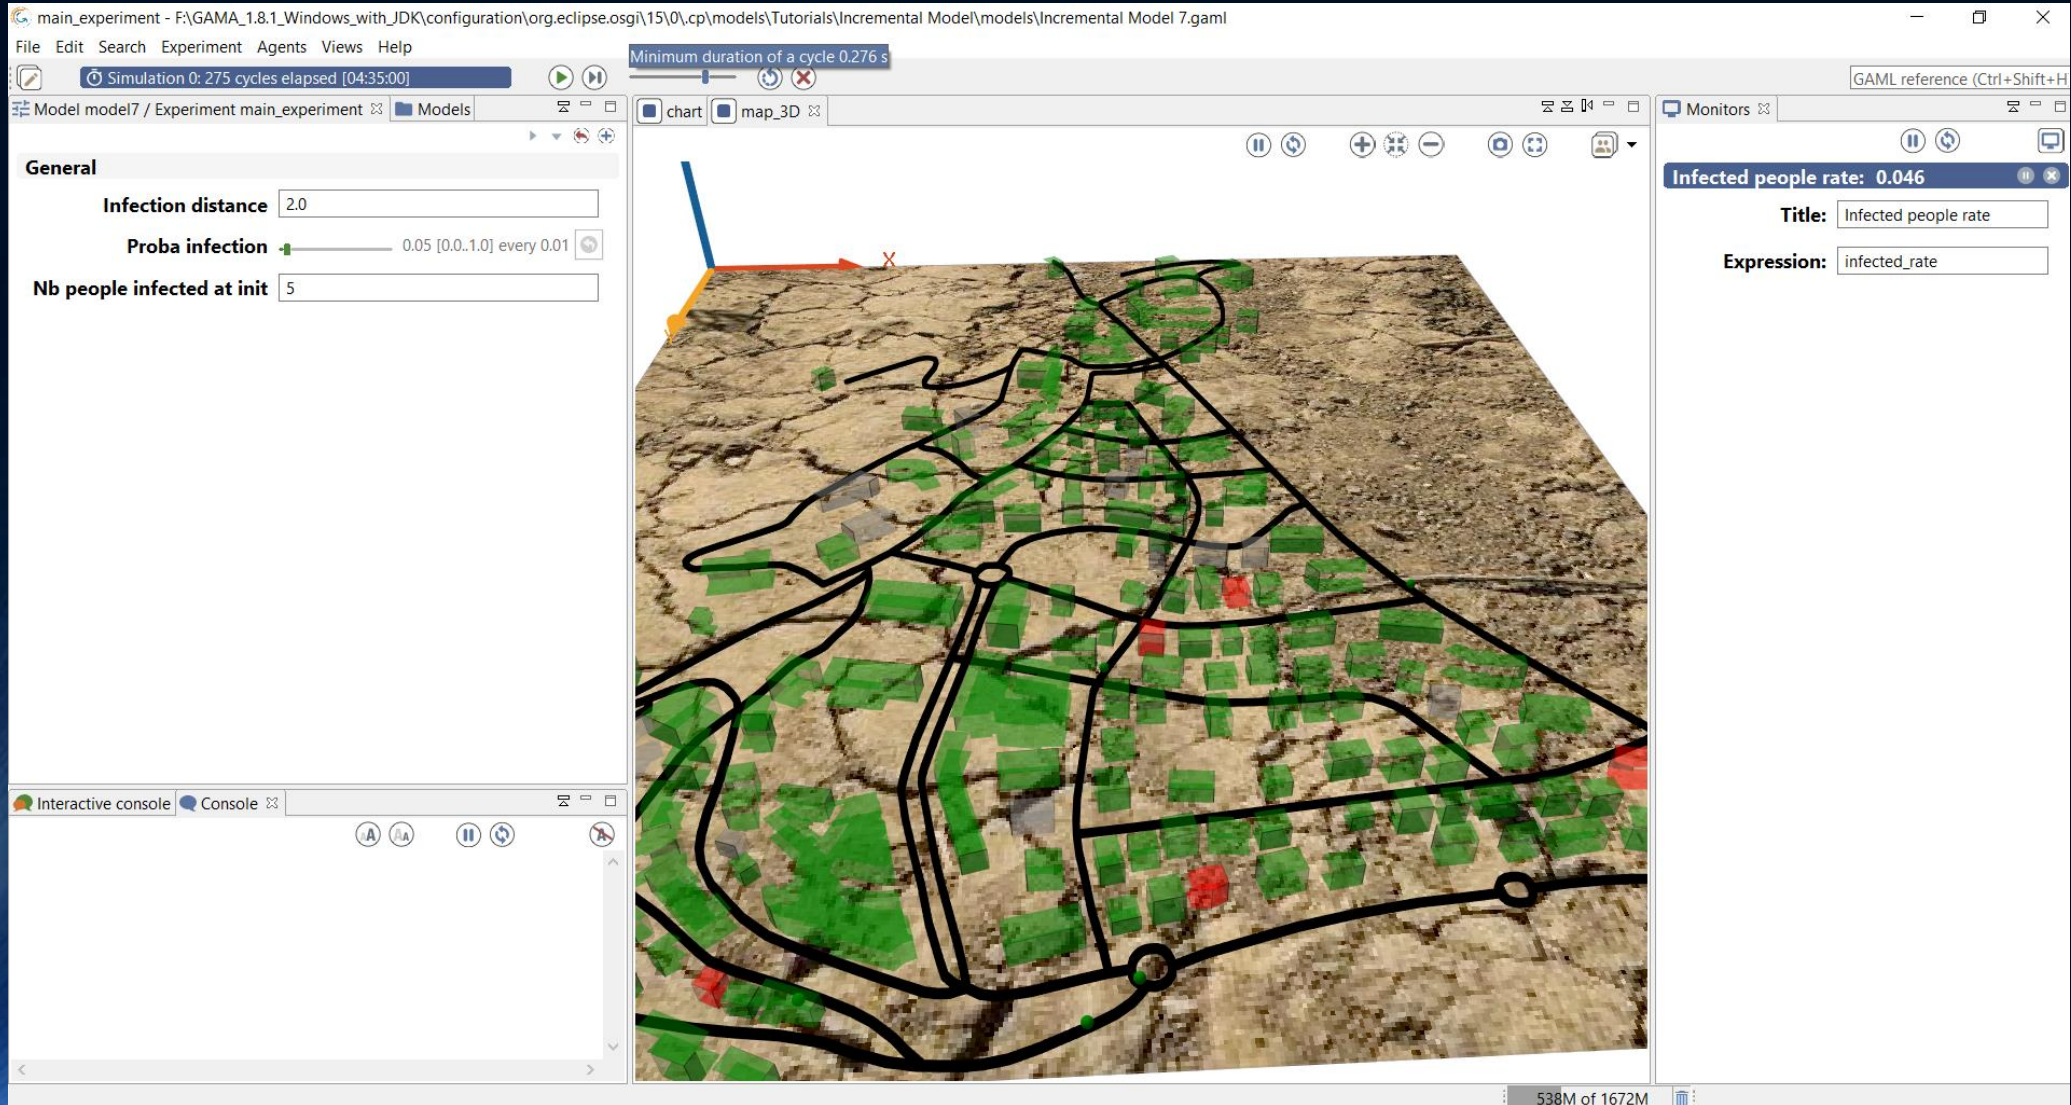 main_experiment - F:\GAMA_1.8.1_Windows_with_JDK\configuration\org.eclipse.osgi\15\0\.cp\models\Tutorials\Incremental Model\models\Incremental Model 7.gaml
File Edit Search Experiment Agents Views Help
Minimum duration of a cycle 0.276 s
Simulation 0: 275 cycles elapsed [04:35:00]
GAML reference (Ctrl+Shift+H
Model model7 / Experiment main_experiment
Models
chart
map_3D
Monitors
General
Infection distance 2.0
Proba infection 0.05 [0.0..1.0] every 0.01
Nb people infected at init 5
X
Infected people rate: 0.046
Title: Infected people rate
Expression: infected_rate
Interactive console
Console
538M of 1672M